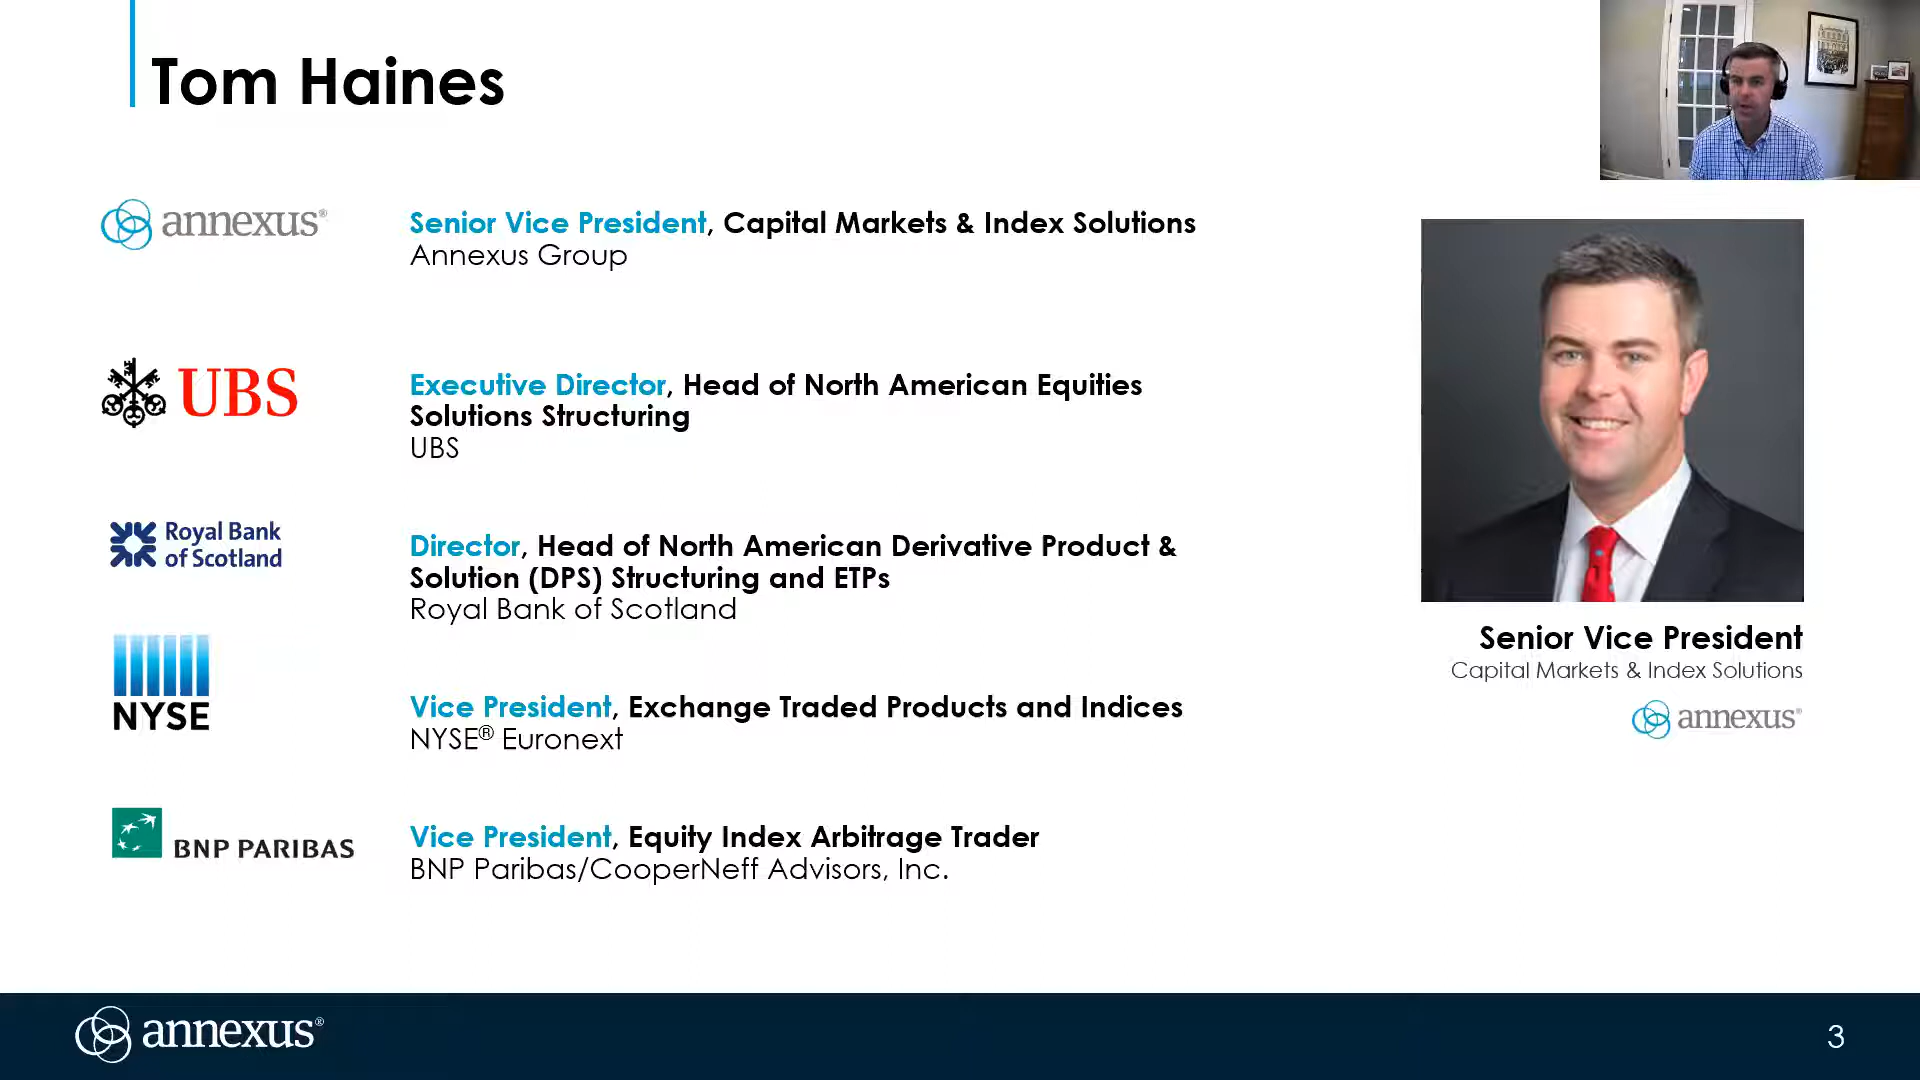 Tom Haines
annexus®
Senior Vice President, Capital Markets & Index Solutions
Annexus Group
UBS
Executive Director, Head of North American Equities
Solutions Structuring
UBS
Royal Bank
of Scotland
Director, Head of North American Derivative Product &
Solution (DPS) Structuring and ETPs
Royal Bank of Scotland
NYSE
Vice President, Exchange Traded Products and Indices
NYSE® Euronext
BNP PARIBAS
Vice President, Equity Index Arbitrage Trader
BNP Paribas/CooperNeff Advisors, Inc.
Senior Vice President
Capital Markets & Index Solutions
annexus®
annexus®
3